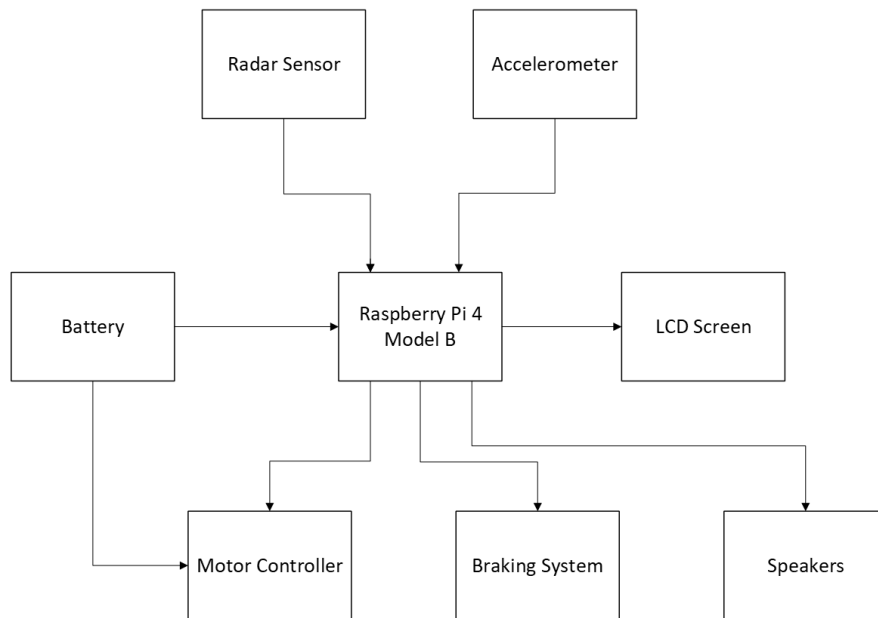 Radar Sensor
Accelerometer
Battery
Raspberry Pi 4
Model B
LCD Screen
Motor Controller
Braking System
Speakers